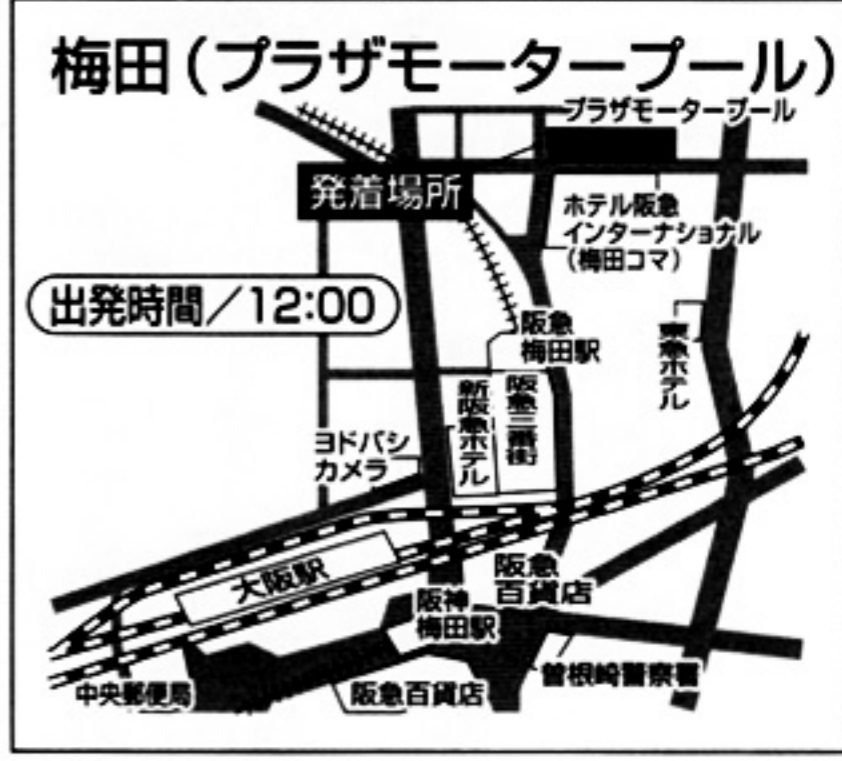 梅田(プラザモータープール)
プラザモータープール
発着場所
ホテル阪急
インターナショナル
(梅田コマ)
出発時間/12:00
阪急
梅田駅
東急ホテル
新阪急ホテル
阪急三番街
ヨドバシ
カメラ
大阪駅
阪急
百貨店
阪神
梅田駅
中央郵便局
阪急百貨店
曽根崎警察署